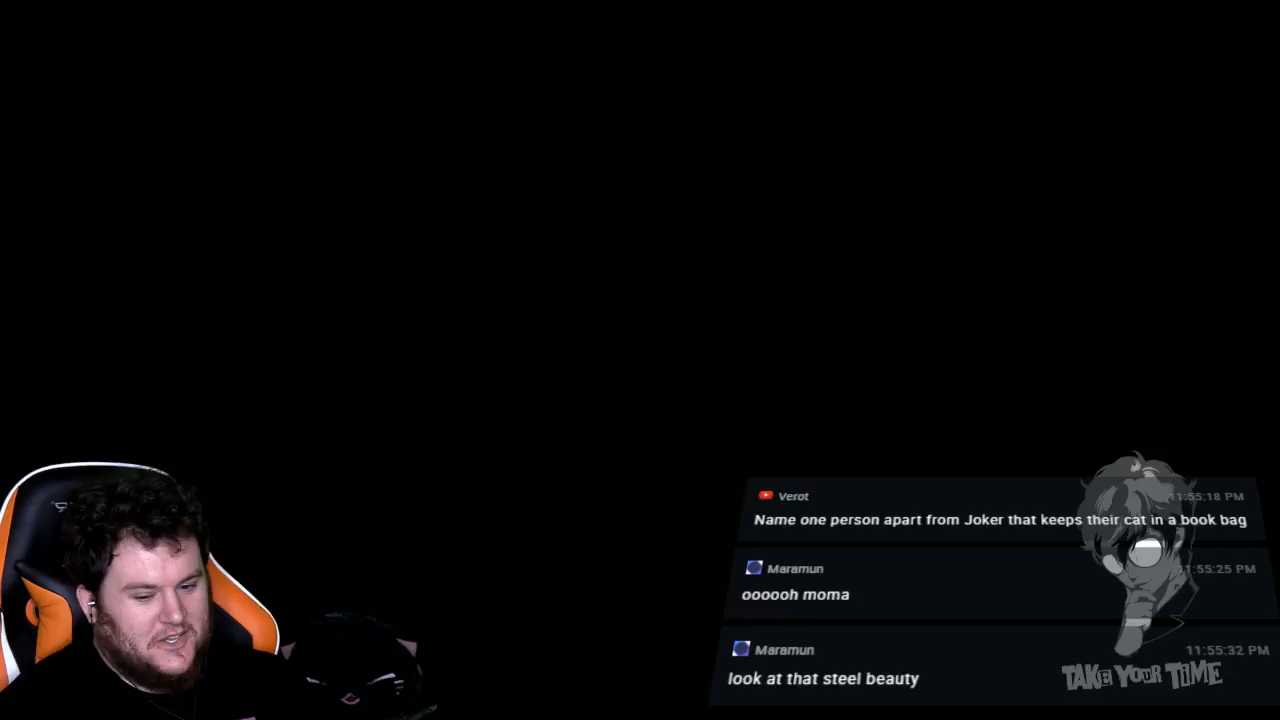 Verot 11:55:18 PM
Name one person apart from Joker that keeps their cat in a book bag
Maramun 11:55:25 PM
oooooh moma
Maramun 11:55:32 PM
look at that steel beauty
TAKE YOUR TIME